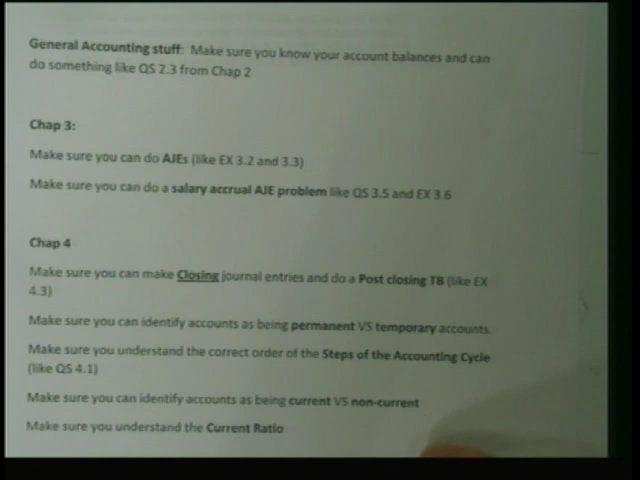 General Accounting stuff: Make sure you know your account balances and can
do something like QS 2.3 from Chap 2
Chap 3:
Make sure you can do AJEs (like EX 3.2 and 3.3)
Make sure you can do a salary accrual AJE problem like QS 3.5 and EX 3.6
Chap 4
Make sure you can make Closing journal entries and do a Post closing TB (like EX
4.3)
Make sure you can identify accounts as being permanent VS temporary accounts.
Make sure you understand the correct order of the Steps of the Accounting Cycle
(like QS 4.1)
Make sure you can identify accounts as being current VS non-current
Make sure you understand the Current Ratio